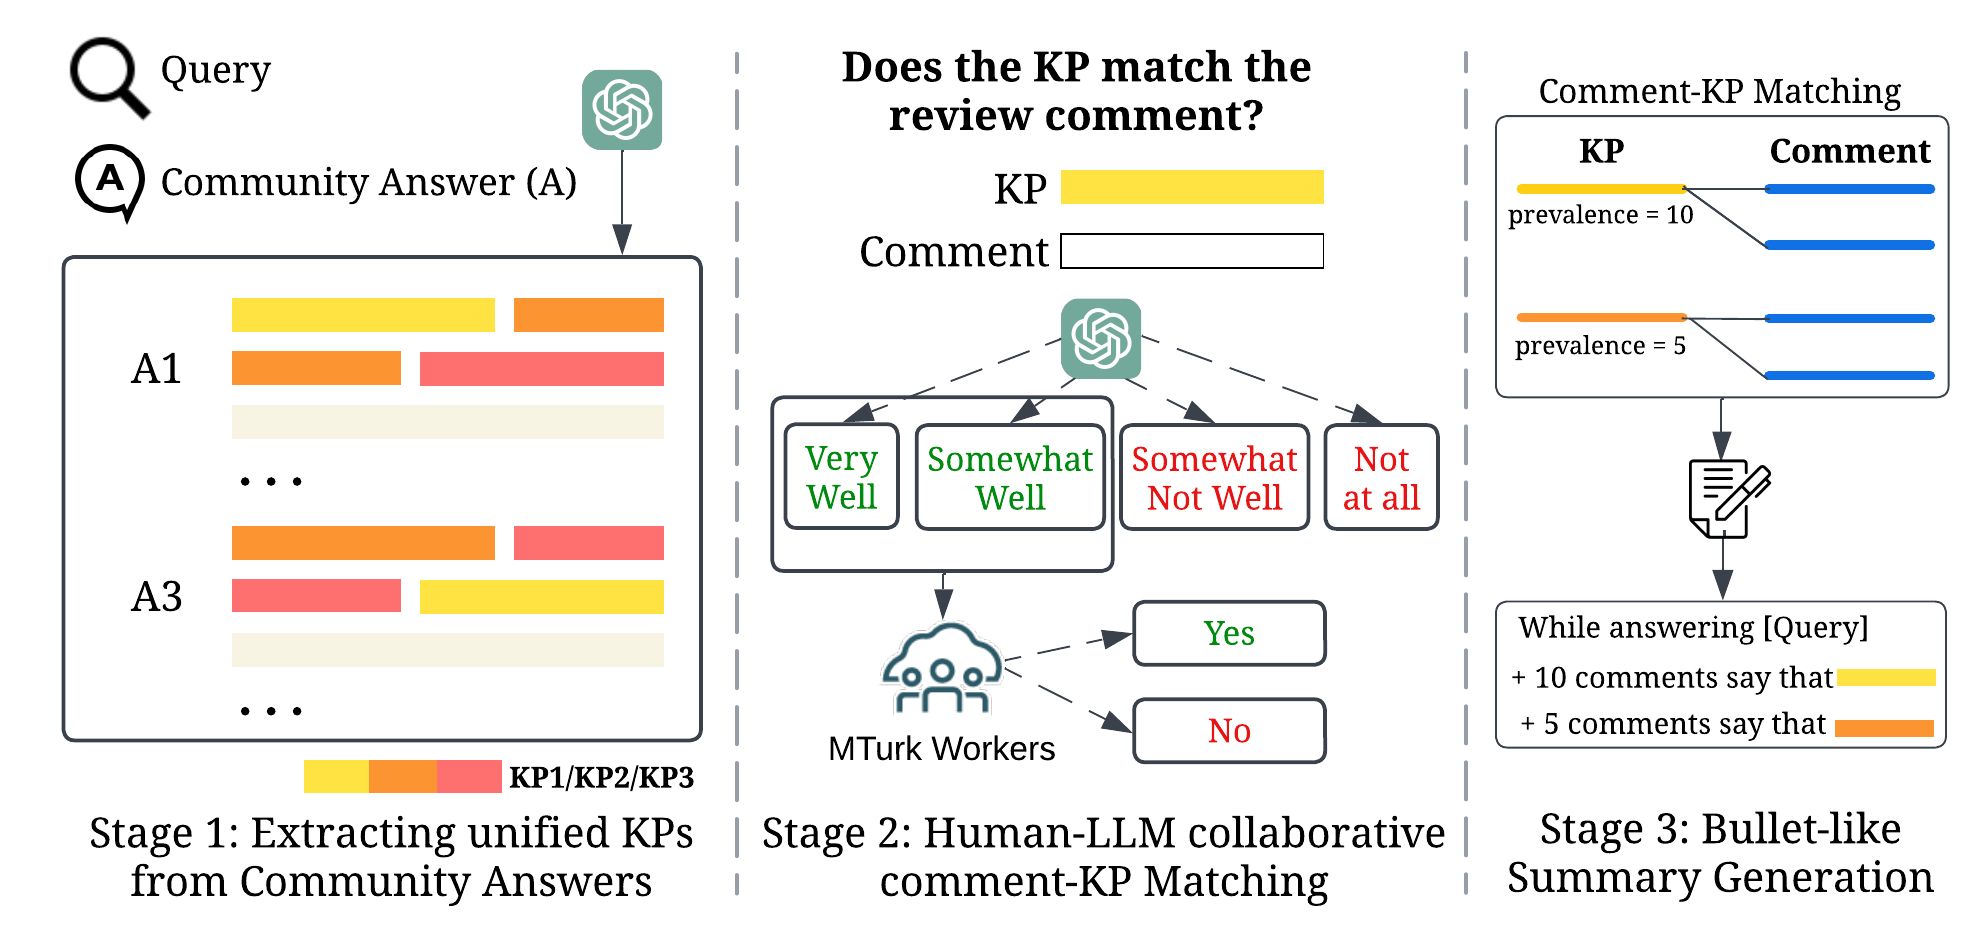 Query
A
Community Answer (A)
A1
...
A3
...
KP1/KP2/KP3
Stage 1: Extracting unified KPs
from Community Answers
Does the KP match the
review comment?
KP
Comment
Very
Well
Somewhat
Well
Somewhat
Not Well
Not
at all
Yes
No
MTurk Workers
Stage 2: Human-LLM collaborative
comment-KP Matching
Comment-KP Matching
KP
Comment
prevalence = 10
prevalence = 5
While answering [Query]
+ 10 comments say that
+ 5 comments say that
Stage 3: Bullet-like
Summary Generation